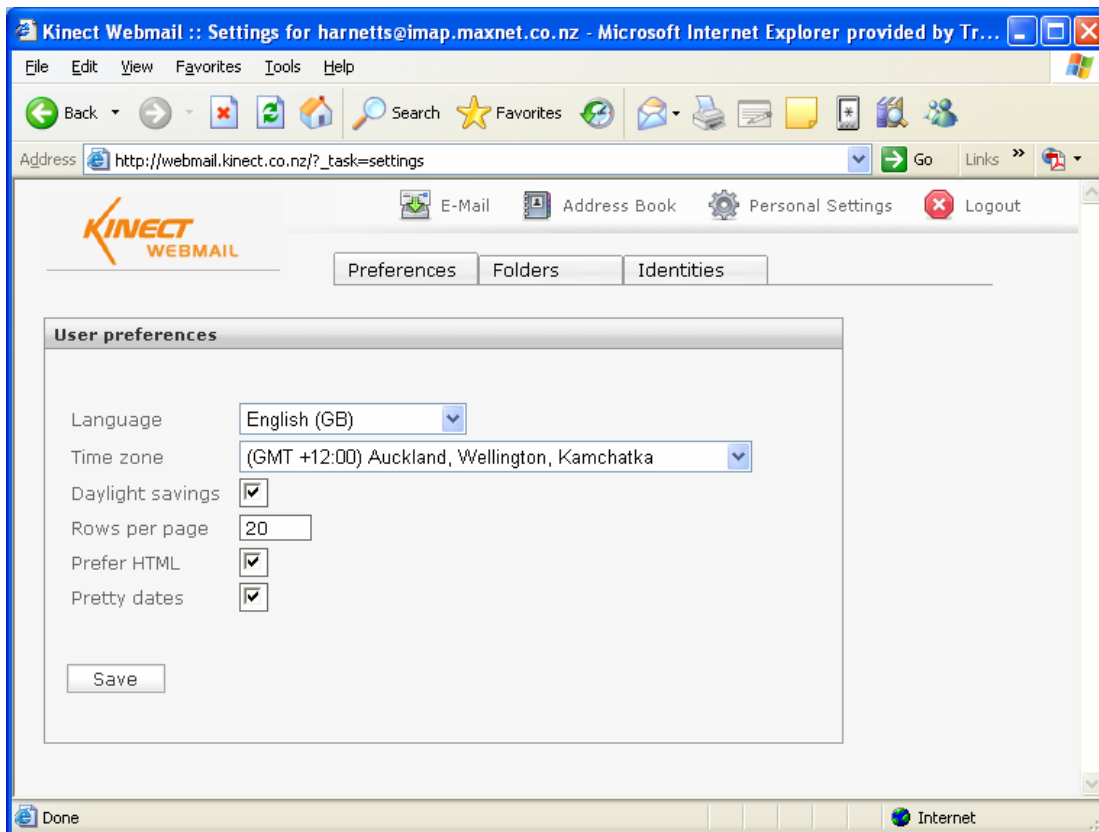 Kinect Webmail :: Settings for harnetts@imap.maxnet.co.nz - Microsoft Internet Explorer provided by Tr...
File Edit View Favorites Tools Help
Back Search Favorites
Address http://webmail.kinect.co.nz/?_task=settings Go Links »
KINECT
WEBMAIL
E-Mail Address Book Personal Settings Logout
Preferences Folders Identities
User preferences
Language English (GB)
Time zone (GMT +12:00) Auckland, Wellington, Kamchatka
Daylight savings
Rows per page 20
Prefer HTML
Pretty dates
Save
Done Internet